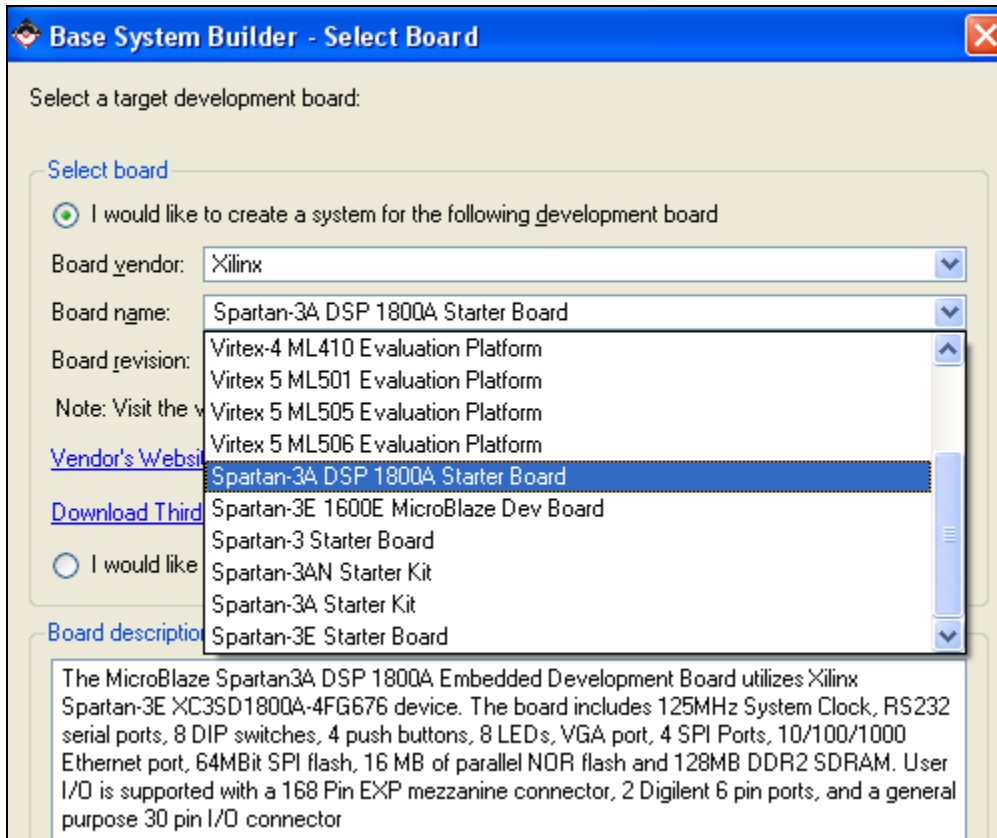 Base System Builder - Select Board
Select a target development board:
Select board
I would like to create a system for the following development board
Board vendor: Xilinx
Board name: Spartan-3A DSP 1800A Starter Board
Virtex-4 ML410 Evaluation Platform
Board revision:
Virtex 5 ML501 Evaluation Platform
Note: Visit the v
Virtex 5 ML505 Evaluation Platform
Virtex 5 ML506 Evaluation Platform
Vendor's Websi
Spartan-3A DSP 1800A Starter Board
Download Third
Spartan-3E 1600E MicroBlaze Dev Board
Spartan-3 Starter Board
I would like
Spartan-3AN Starter Kit
Spartan-3A Starter Kit
Board descriptio
Spartan-3E Starter Board
The MicroBlaze Spartan3A DSP 1800A Embedded Development Board utilizes Xilinx
Spartan-3E XC3SD1800A-4FG676 device. The board includes 125MHz System Clock, RS232
serial ports, 8 DIP switches, 4 push buttons, 8 LEDs, VGA port, 4 SPI Ports, 10/100/1000
Ethernet port, 64MBit SPI flash, 16 MB of parallel NOR flash and 128MB DDR2 SDRAM. User
I/O is supported with a 168 Pin EXP mezzanine connector, 2 Digilent 6 pin ports, and a general
purpose 30 pin I/O connector